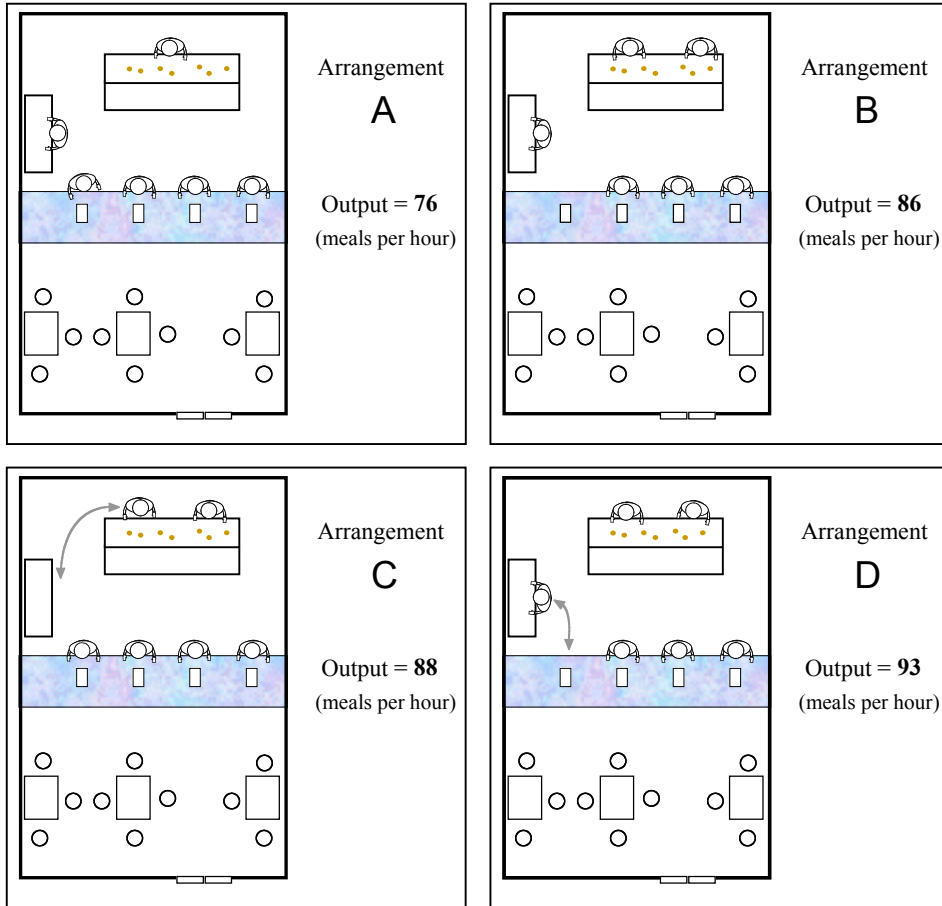 Arrangement
A
Output = 76
(meals per hour)
Arrangement
B
Output = 86
(meals per hour)
Arrangement
C
Output = 88
(meals per hour)
Arrangement
D
Output = 93
(meals per hour)